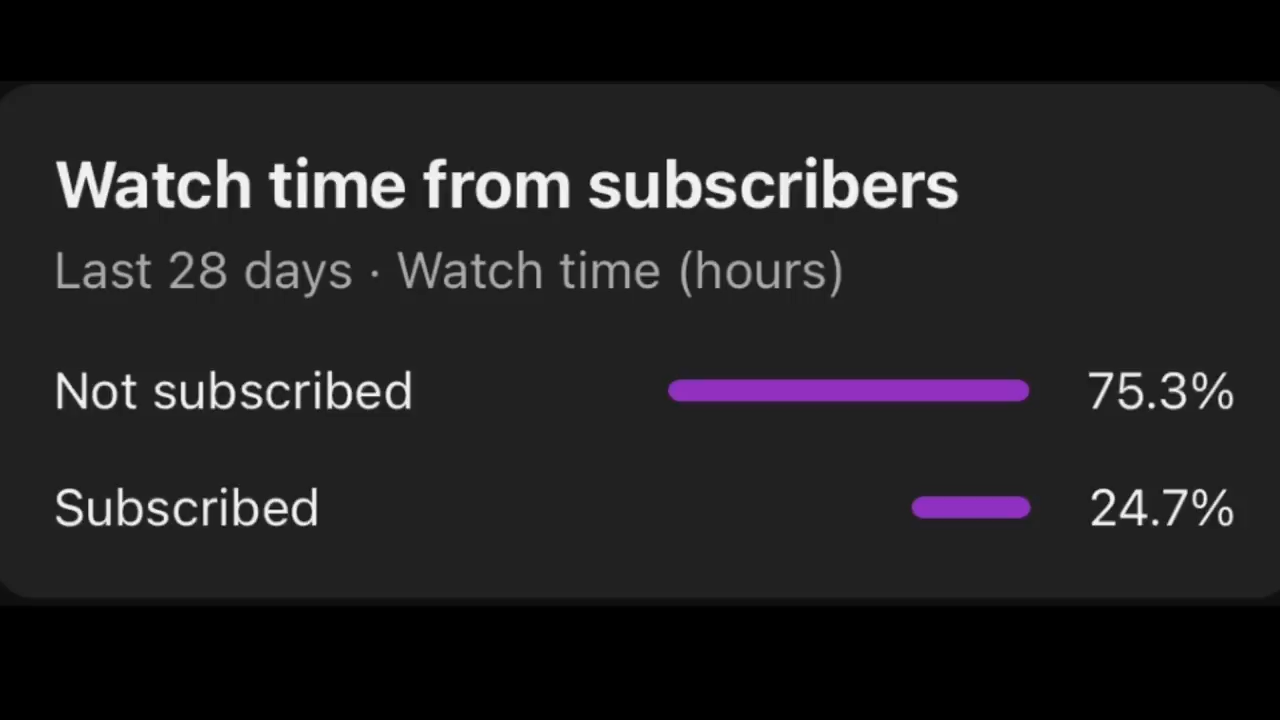 Watch time from subscribers
Last 28 days · Watch time (hours)
Not subscribed 75.3%
Subscribed 24.7%